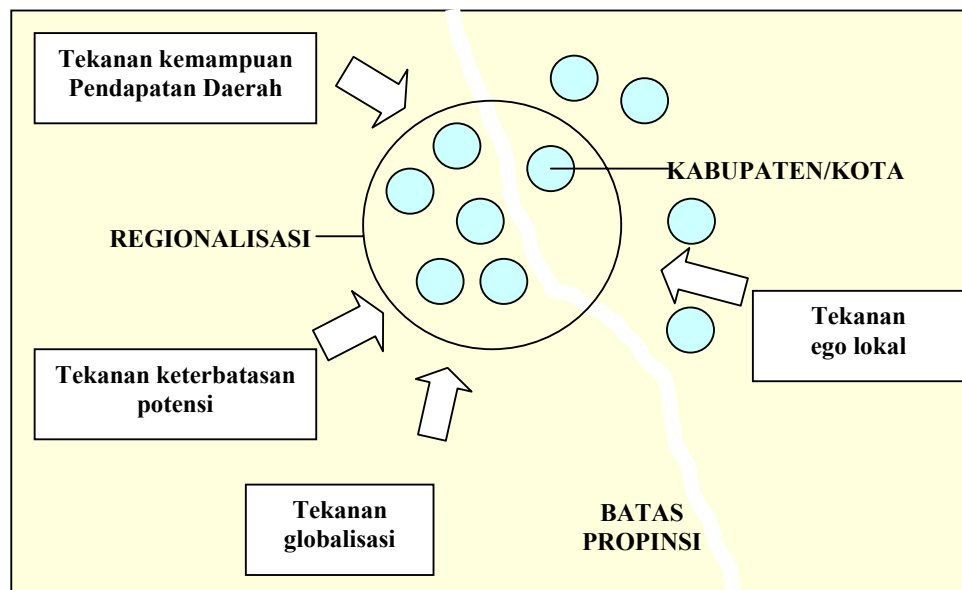 Tekanan kemampuan
Pendapatan Daerah
KABUPATEN/KOTA
REGIONALISASI
Tekanan
ego lokal
Tekanan keterbatasan
potensi
Tekanan
globalisasi
BATAS
PROPINSI